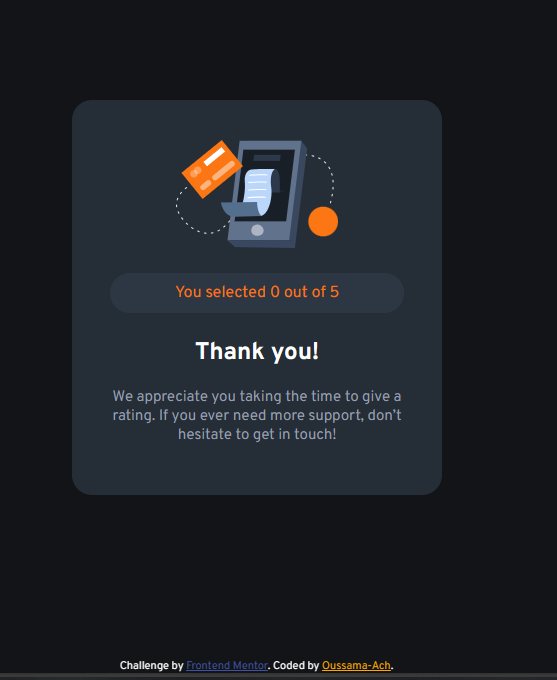 You selected 0 out of 5
Thank you!
We appreciate you taking the time to give a
rating. If you ever need more support, don’t
hesitate to get in touch!
Challenge by Frontend Mentor. Coded by Oussama-Ach.